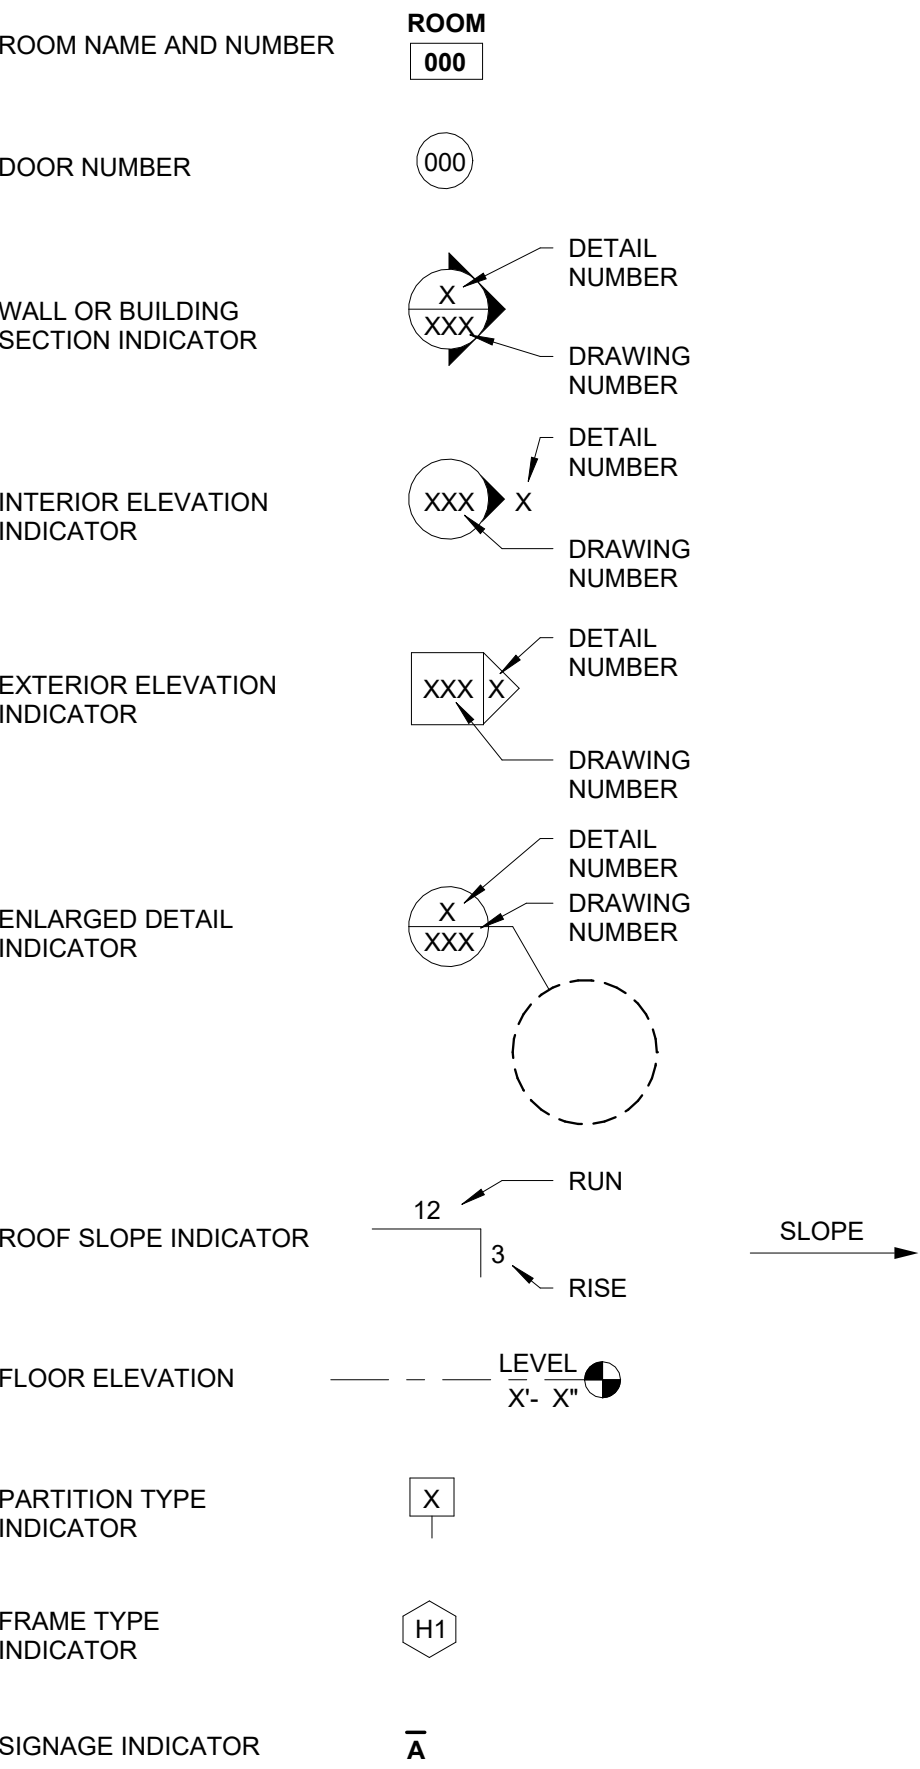 ROOM NAME AND NUMBER
ROOM
000
DOOR NUMBER
000
WALL OR BUILDING
SECTION INDICATOR
X
XXX
DETAIL
NUMBER
DRAWING
NUMBER
INTERIOR ELEVATION
INDICATOR
XXX
X
DETAIL
NUMBER
DRAWING
NUMBER
EXTERIOR ELEVATION
INDICATOR
XXX
X
DETAIL
NUMBER
DRAWING
NUMBER
ENLARGED DETAIL
INDICATOR
X
XXX
DETAIL
NUMBER
DRAWING
NUMBER
ROOF SLOPE INDICATOR
12
3
RUN
RISE
SLOPE
FLOOR ELEVATION
LEVEL
X'- X"
PARTITION TYPE
INDICATOR
X
FRAME TYPE
INDICATOR
H1
SIGNAGE INDICATOR
A